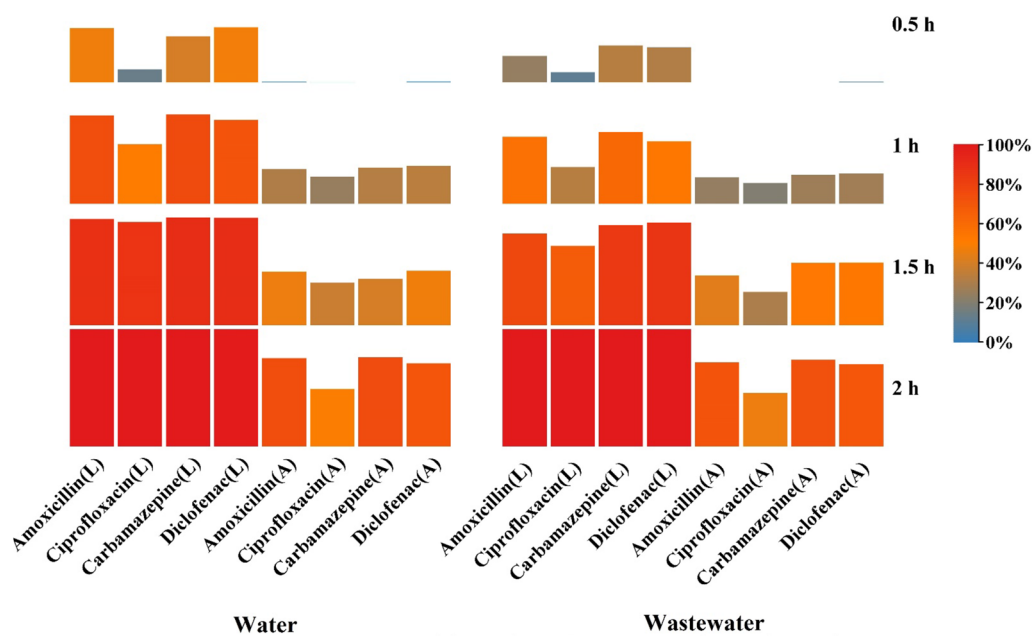 0.5 h
1 h
1.5 h
2 h
100%
80%
60%
40%
20%
0%
Amoxicillin(L)
Ciprofloxacin(L)
Carbamazepine(L)
Diclofenac(L)
Amoxicillin(A)
Ciprofloxacin(A)
Carbamazepine(A)
Diclofenac(A)
Amoxicillin(L)
Ciprofloxacin(L)
Carbamazepine(L)
Diclofenac(L)
Amoxicillin(A)
Ciprofloxacin(A)
Carbamazepine(A)
Diclofenac(A)
Water
Wastewater